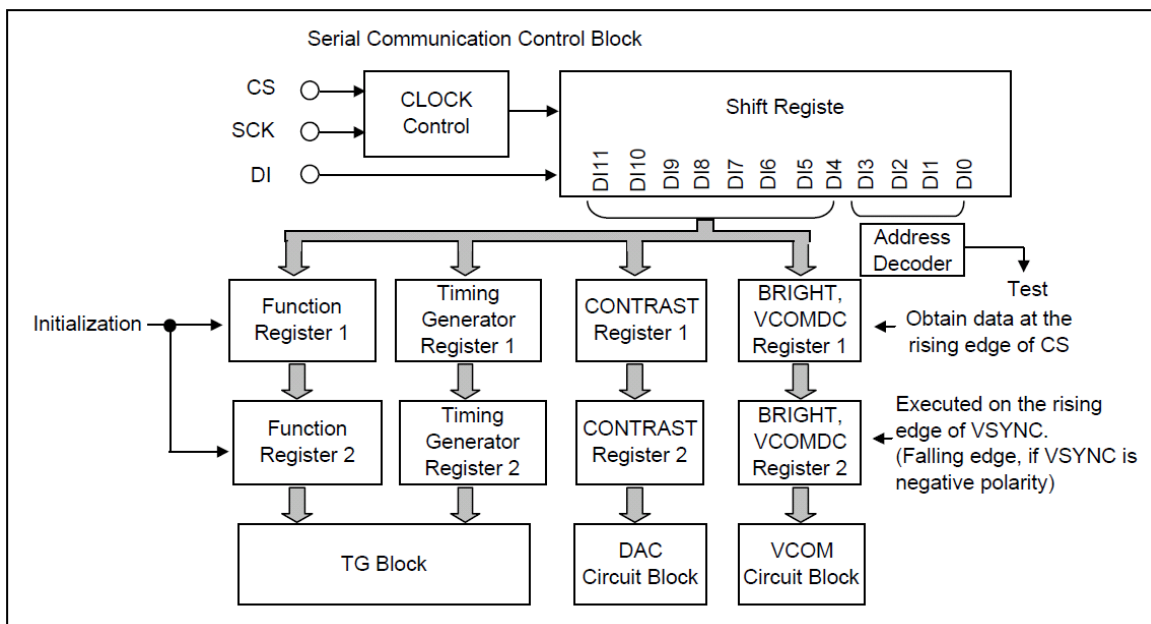 Serial Communication Control Block
CS
SCK
DI
CLOCK
Control
Shift Registe
DI11
DI10
DI9
DI8
DI7
DI6
DI5
DI4
DI3
DI2
DI1
DI0
Address
Decoder
Test
Initialization
Function
Register 1
Timing
Generator
Register 1
CONTRAST
Register 1
BRIGHT,
VCOMDC
Register 1
Obtain data at the
rising edge of CS
Function
Register 2
Timing
Generator
Register 2
CONTRAST
Register 2
BRIGHT,
VCOMDC
Register 2
Executed on the rising
edge of VSYNC.
(Falling edge, if VSYNC is
negative polarity)
TG Block
DAC
Circuit Block
VCOM
Circuit Block